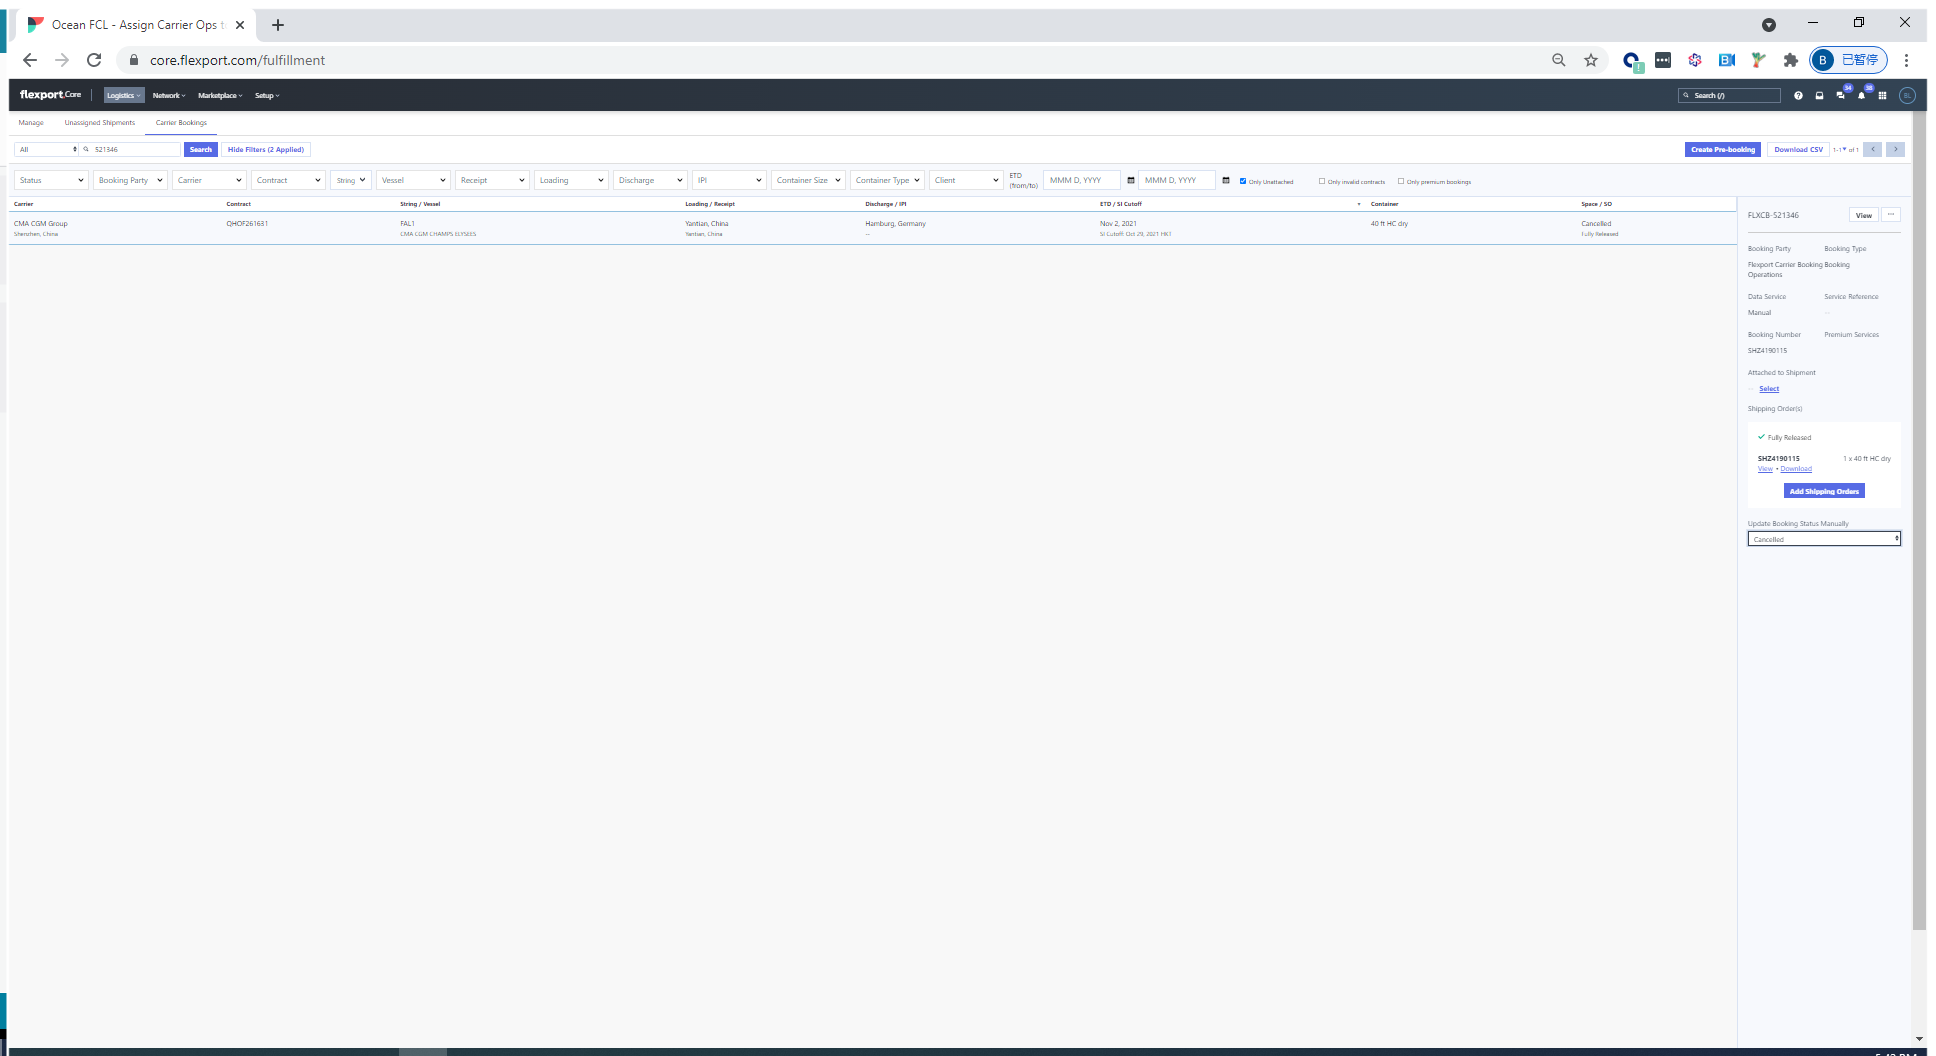 Ocean FCL - Assign Carrier Ops t
core.flexport.com/fulfillment
B 已暂停
flexport.Core Logistics Network Marketplace Setup Search (/) 34 38 BL
Manage Unassigned Shipments Carrier Bookings
All 521346 Search Hide Filters (2 Applied) Create Pre-booking Download CSV 1-1 of 1
Status Booking Party Carrier Contract String Vessel Receipt Loading Discharge IPI Container Size Container Type Client ETD (from/to) MMM D, YYYY MMM D, YYYY Only Unattached Only invalid contracts Only premium bookings
Carrier Contract String / Vessel Loading / Receipt Discharge / IPI ETD / SI Cutoff Container Space / SO
CMA CGM Group QHOF261631 FAL1 Yantian, China Hamburg, Germany Nov 2, 2021 40 ft HC dry Cancelled
Shenzhen, China CMA CGM CHAMPS ELYSEES Yantian, China -- SI Cutoff: Oct 29, 2021 HKT Fully Released
FLXCB-521346 View ...
Booking Party Booking Type
Flexport Carrier Booking Booking
Operations
Data Service Service Reference
Manual --
Booking Number Premium Services
SHZ4190115
Attached to Shipment
-- Select
Shipping Order(s)
Fully Released
SHZ4190115 1 x 40 ft HC dry
View • Download
Add Shipping Orders
Update Booking Status Manually
Cancelled